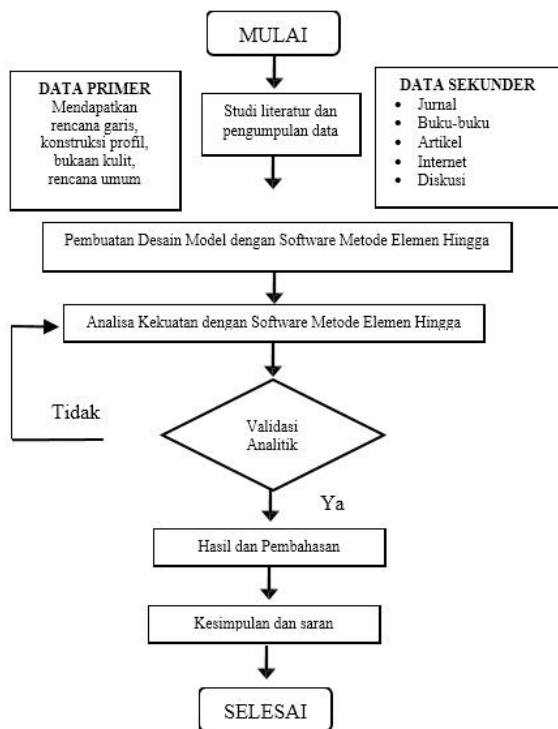 MULAI
DATA PRIMER
Mendapatkan
rencana garis,
konstruksi profil,
bukaan kulit,
rencana umum
Studi literatur dan
pengumpulan data
DATA SEKUNDER
• Jurnal
• Buku-buku
• Artikel
• Internet
• Diskusi
Pembuatan Desain Model dengan Software Metode Elemen Hingga
Analisa Kekuatan dengan Software Metode Elemen Hingga
Tidak
Validasi
Analitik
Ya
Hasil dan Pembahasan
Kesimpulan dan saran
SELESAI